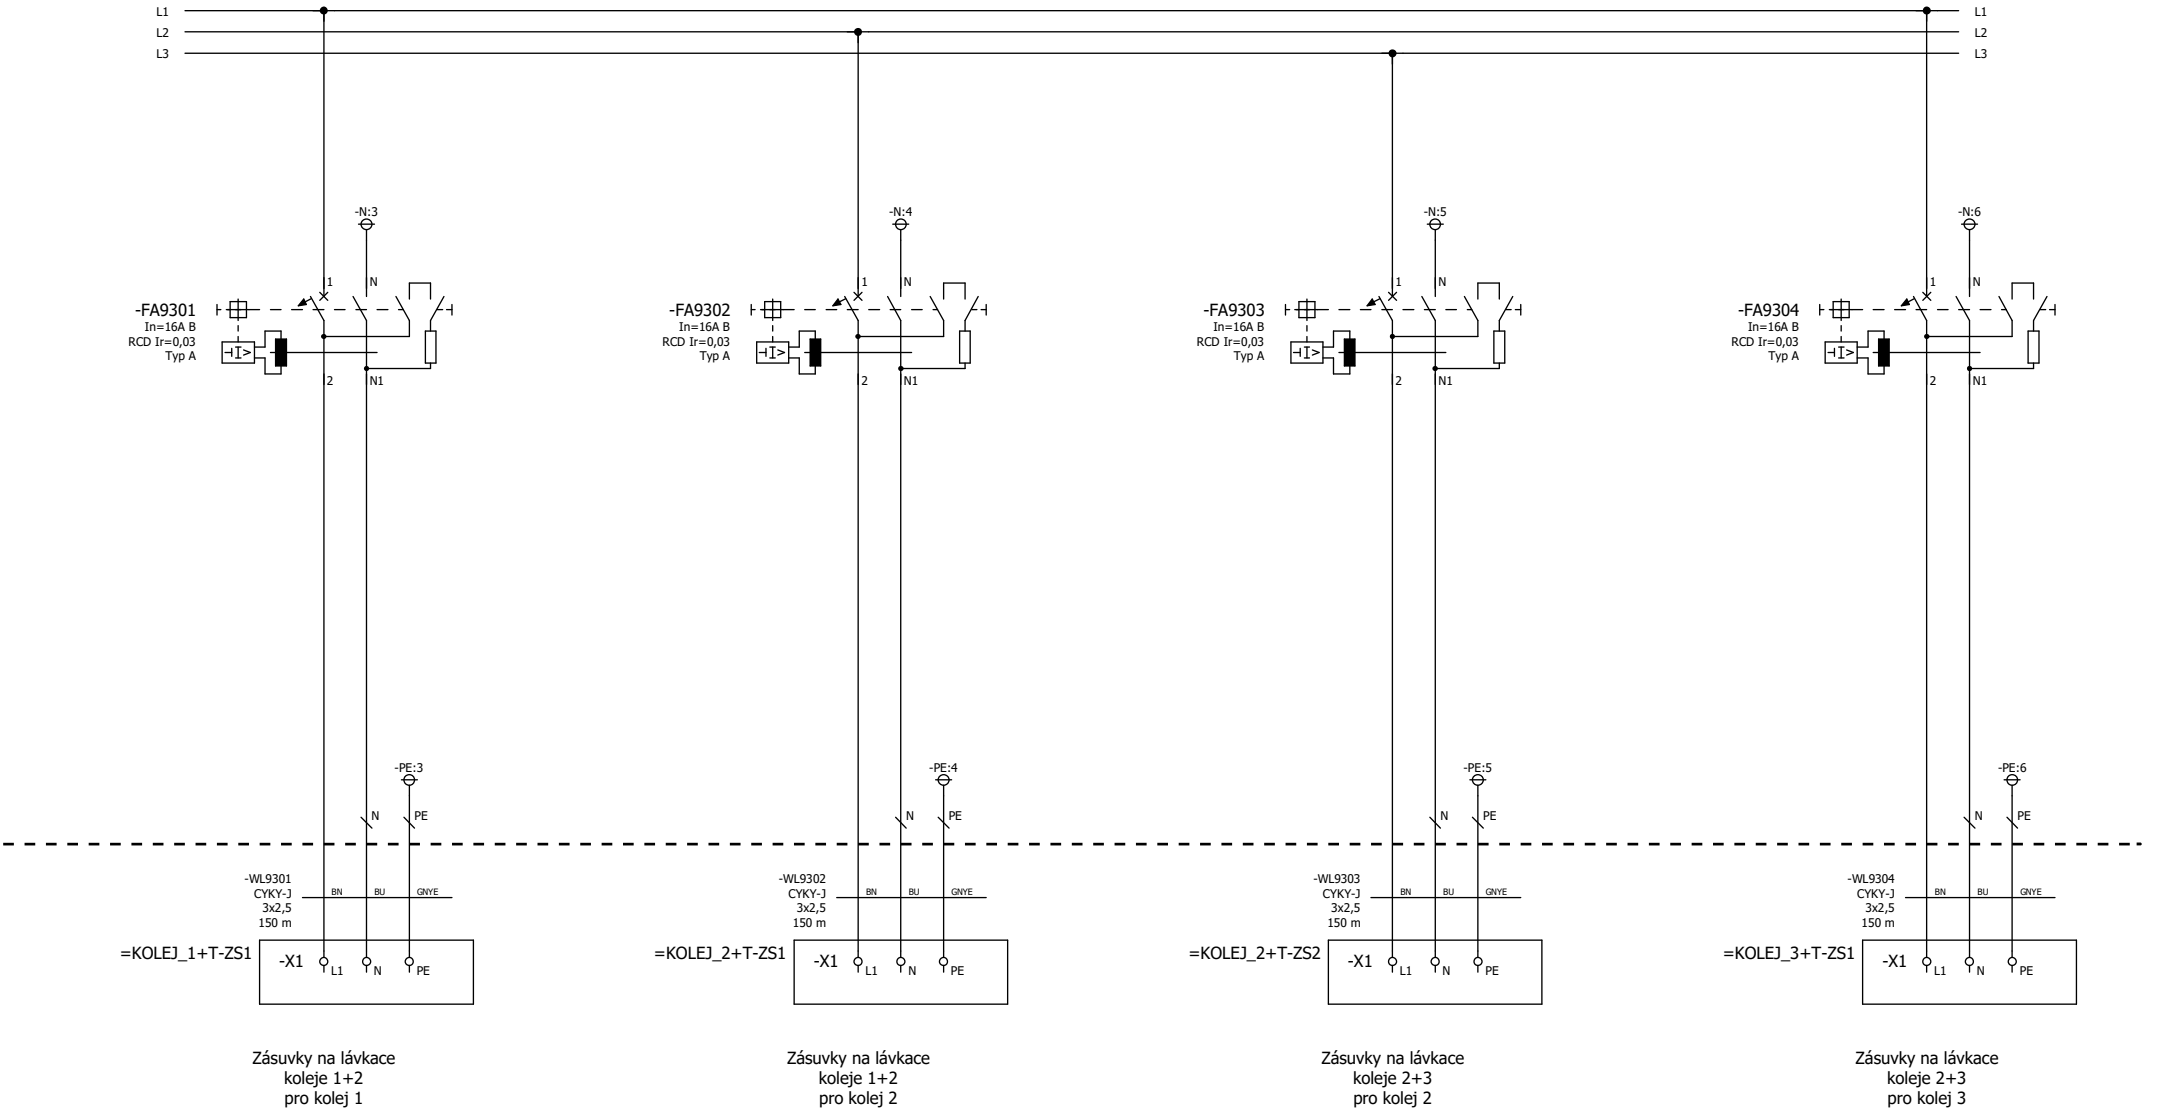 L1 L1
L2 L2
L3 L3
-N:3 -N:4 -N:5 -N:6
1 N 1 N 1 N 1 N
-FA9301 -FA9302 -FA9303 -FA9304
In=16A B In=16A B In=16A B In=16A B
RCD Ir=0,03 RCD Ir=0,03 RCD Ir=0,03 RCD Ir=0,03
Typ A I> Typ A I> Typ A I> Typ A I>
2 N1 2 N1 2 N1 2 N1
-PE:3 -PE:4 -PE:5 -PE:6
N PE N PE N PE N PE
-WL9301 -WL9302 -WL9303 -WL9304
CYKY-J BN BU GNYE CYKY-J BN BU GNYE CYKY-J BN BU GNYE CYKY-J BN BU GNYE
3x2,5 3x2,5 3x2,5 3x2,5
150 m 150 m 150 m 150 m
=KOLEJ_1+T-ZS1 -X1 L1 N PE =KOLEJ_2+T-ZS1 -X1 L1 N PE =KOLEJ_2+T-ZS2 -X1 L1 N PE =KOLEJ_3+T-ZS1 -X1 L1 N PE
Zásuvky na lávkace Zásuvky na lávkace Zásuvky na lávkace Zásuvky na lávkace
koleje 1+2 koleje 1+2 koleje 2+3 koleje 2+3
pro kolej 1 pro kolej 2 pro kolej 2 pro kolej 3